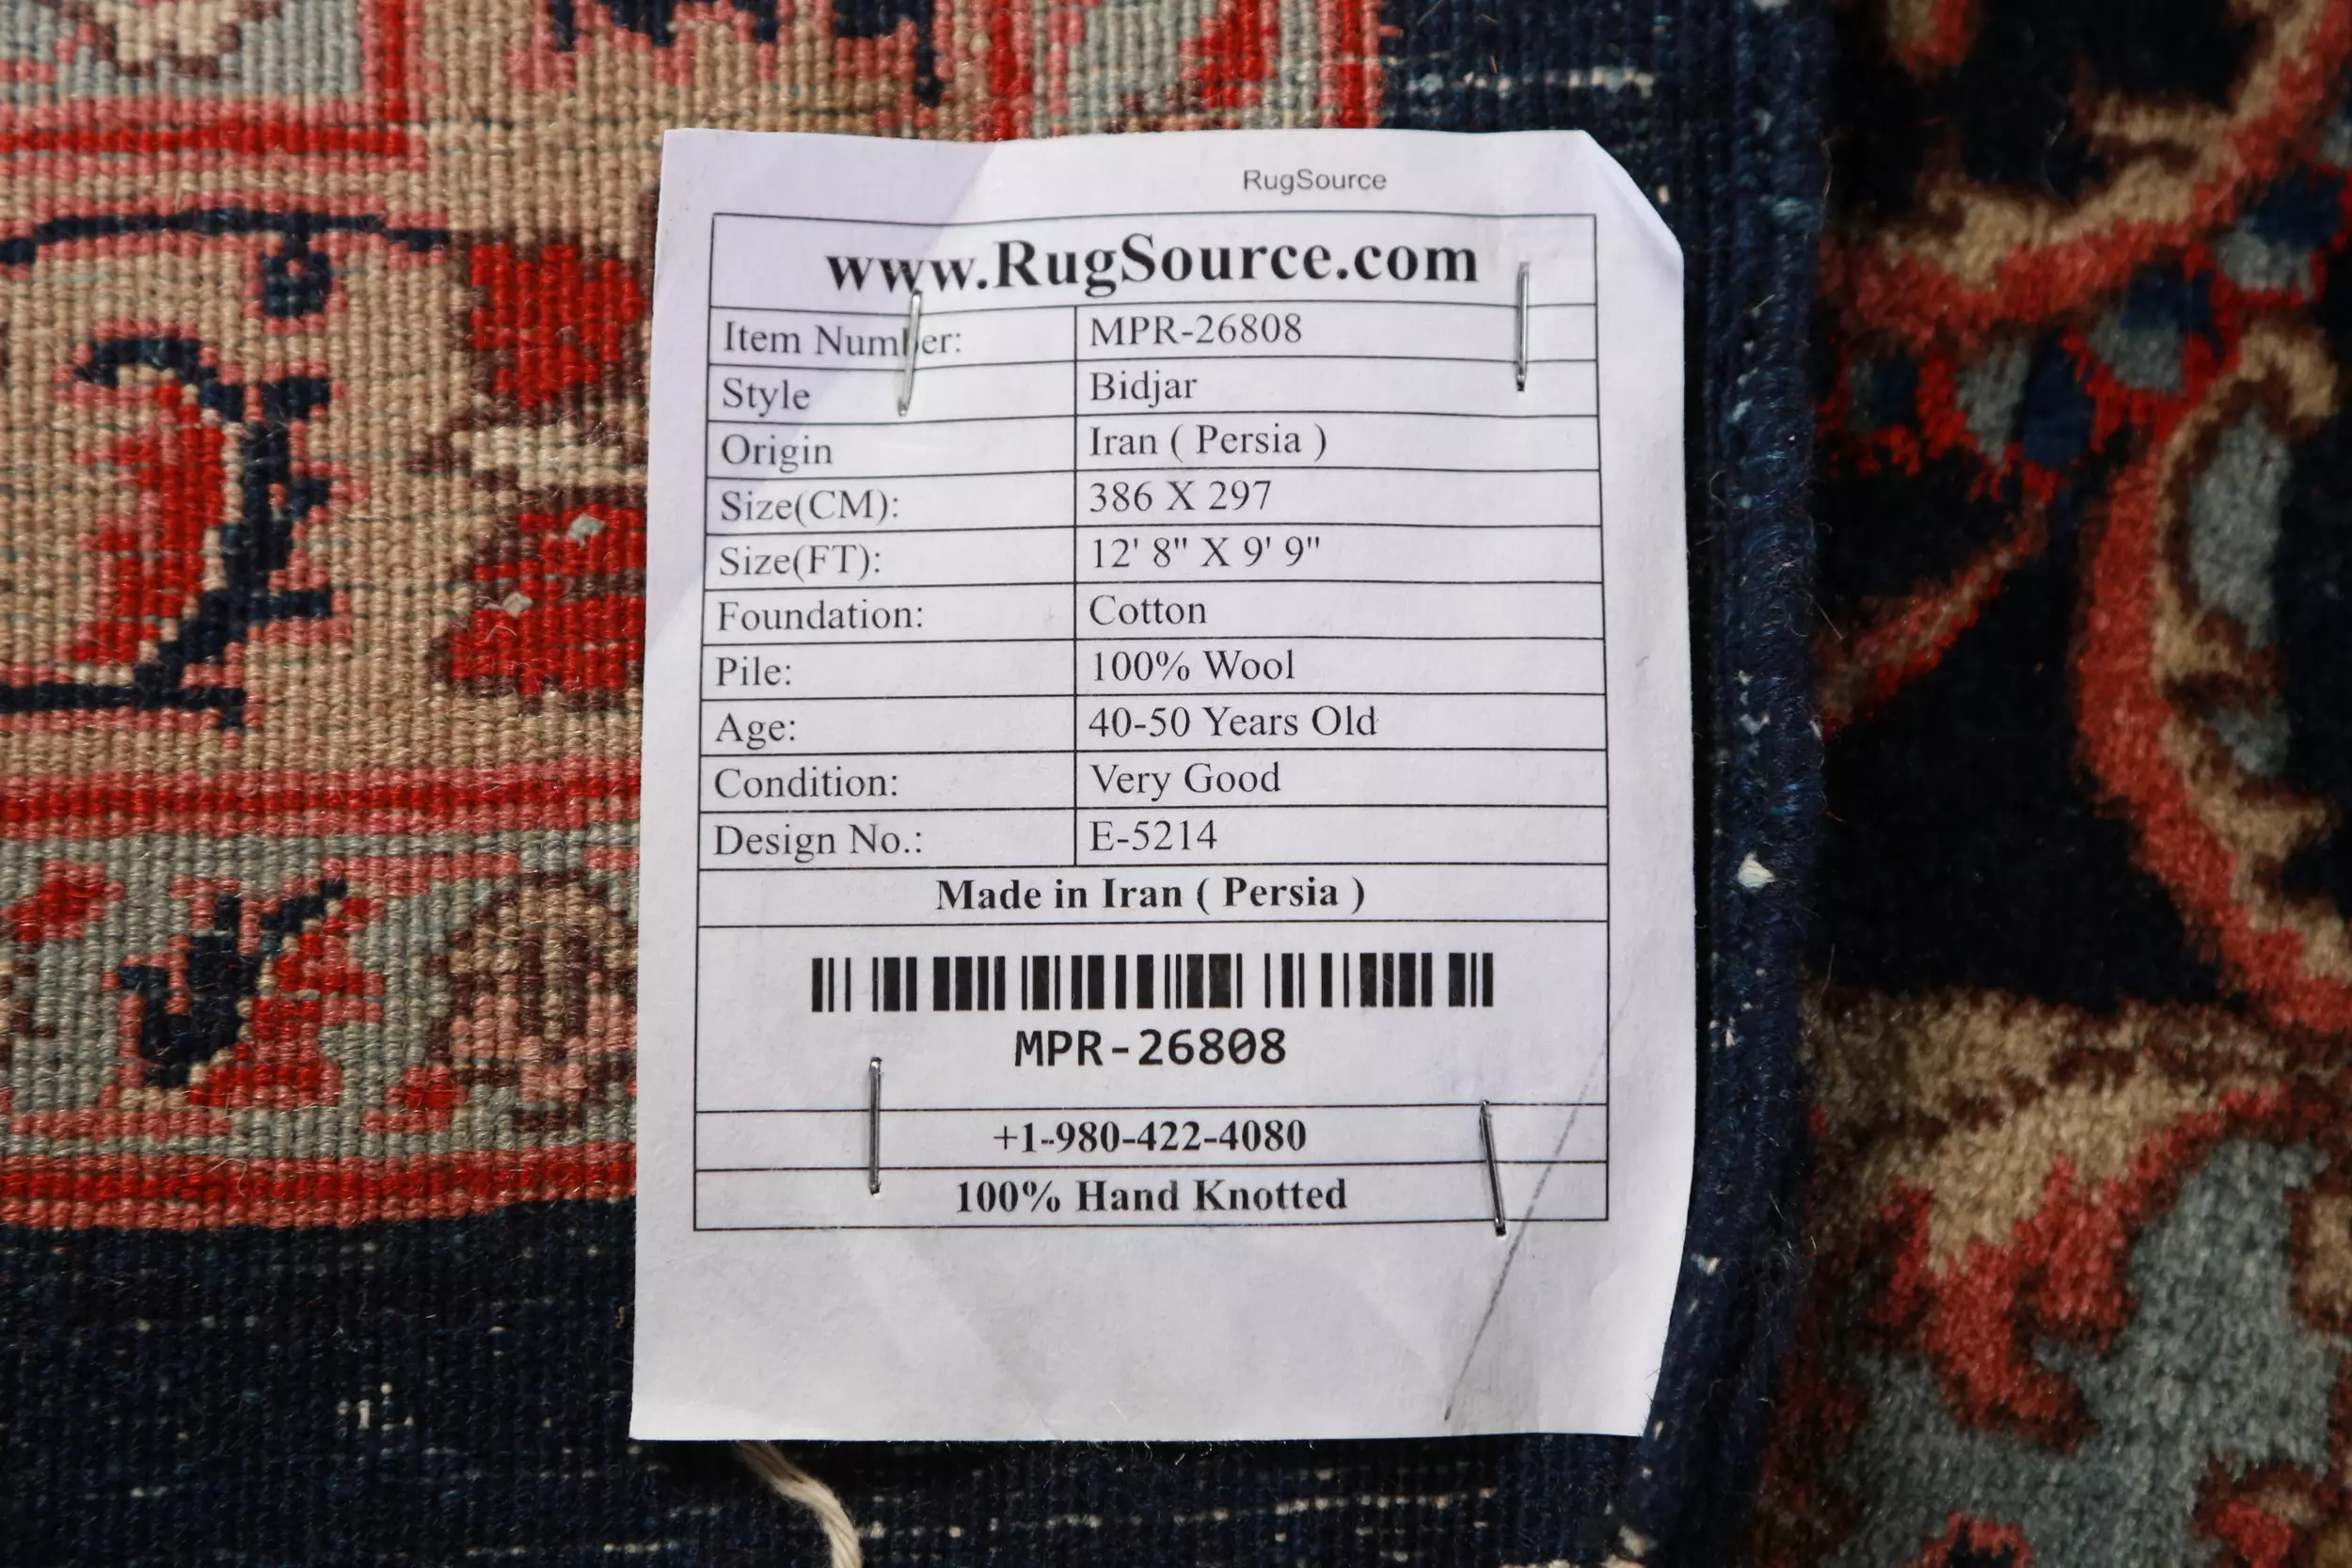 RugSource
www.RugSource.com
Item Number: MPR-26808
Style Bidjar
Origin Iran ( Persia )
Size(CM): 386 X 297
Size(FT): 12' 8" X 9' 9"
Foundation: Cotton
Pile: 100% Wool
Age: 40-50 Years Old
Condition: Very Good
Design No.: E-5214
Made in Iran ( Persia )
MPR-26808
+1-980-422-4080
100% Hand Knotted